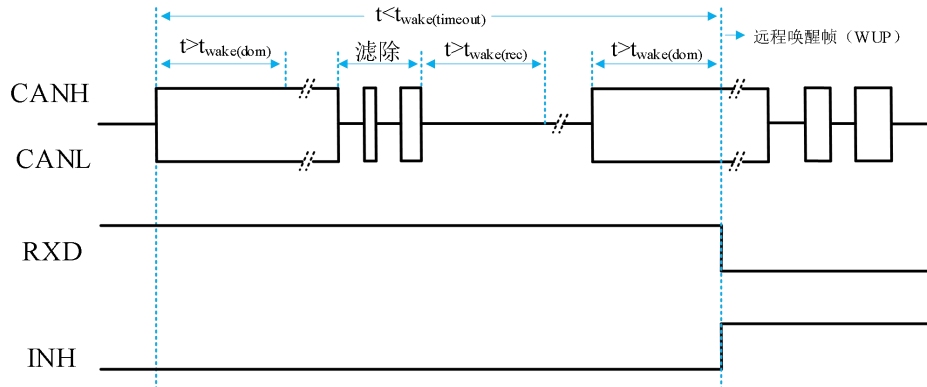 t<twake(timeout)
远程唤醒帧（WUP）
t>twake(dom)
滤除
t>twake(rec)
t>twake(dom)
CANH
CANL
RXD
INH